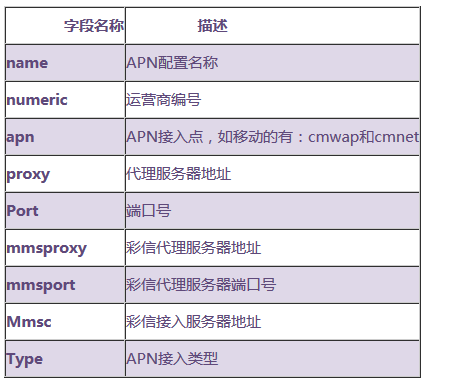 字段名称 描述
name APN配置名称
numeric 运营商编号
apn APN接入点，如移动的有：cmwap和cmnet
proxy 代理服务器地址
Port 端口号
mmsproxy 彩信代理服务器地址
mmsport 彩信代理服务器端口号
Mmsc 彩信接入服务器地址
Type APN接入类型